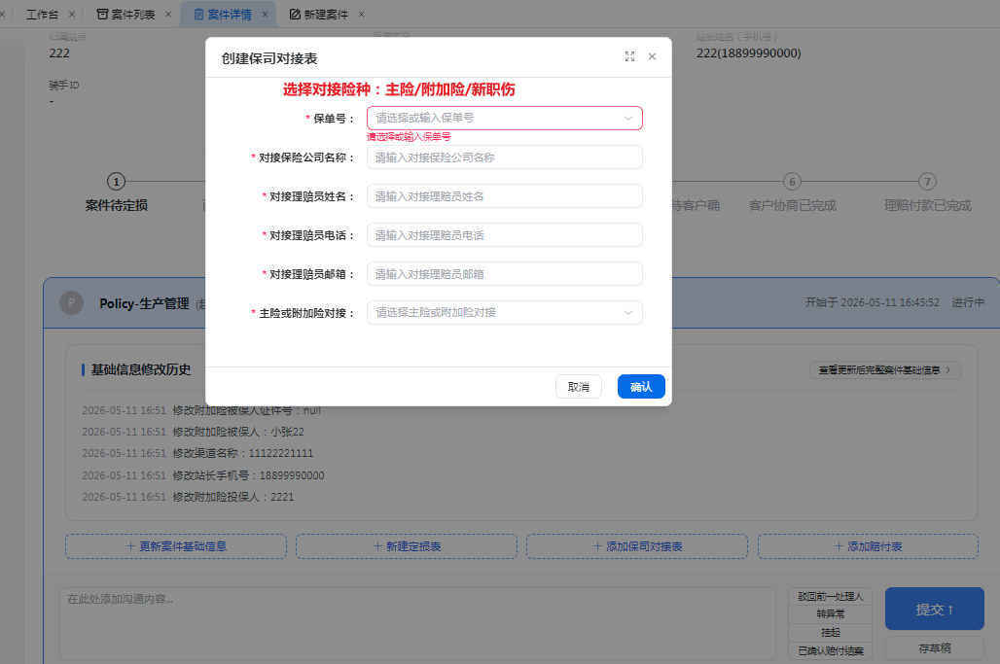 工作台 案件列表 案件详情 新建案件
归属站点
222
站长姓名（手机号）
222(18899990000)
骑手ID
-
创建保司对接表
选择对接险种：主险/附加险/新职伤
* 保单号： 请选择或输入保单号
请选择或输入保单号
* 对接保险公司名称： 请输入对接保险公司名称
* 对接理赔员姓名： 请输入对接理赔员姓名
* 对接理赔员电话： 请输入对接理赔员电话
* 对接理赔员邮箱： 请输入对接理赔员邮箱
* 主险或附加险对接： 请选择主险或附加险对接
取消 确认
1 6 7
案件待定损 待客户确 客户协商已完成 理赔付款已完成
P Policy-生产管理 开始于 2026-05-11 16:45:52 进行中
基础信息修改历史 查看更新后完整案件基础信息
2026-05-11 16:51 修改附加险被保人证件号：null
2026-05-11 16:51 修改附加险被保人：小张22
2026-05-11 16:51 修改渠道名称：11122221111
2026-05-11 16:51 修改站长手机号：18899990000
2026-05-11 16:51 修改附加险投保人：2221
+ 更新案件基础信息 + 新建定损表 + 添加保司对接表 + 添加赔付表
在此处添加沟通内容...
驳回前一处理人
转异常
挂起
已确认赔付结案
提交↑
存草稿